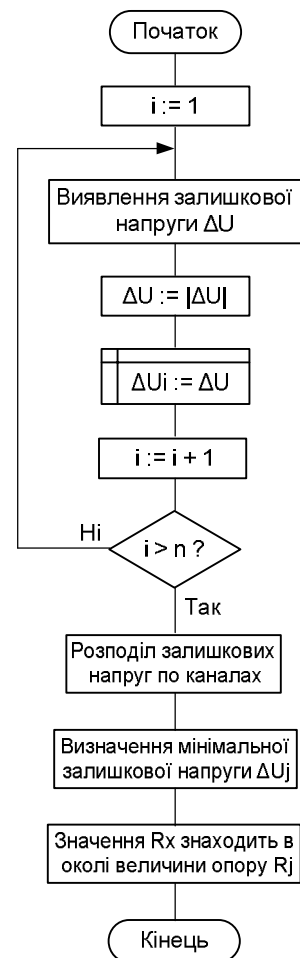 Початок
i := 1
Виявлення залишкової
напруги ΔU
ΔU := |ΔU|
ΔUi := ΔU
i := i + 1
i > n ?
Ні
Так
Розподіл залишкових
напруг по каналах
Визначення мінімальної
залишкової напруги ΔUj
Значення Rx знаходить в
околі величини опору Rj
Кінець